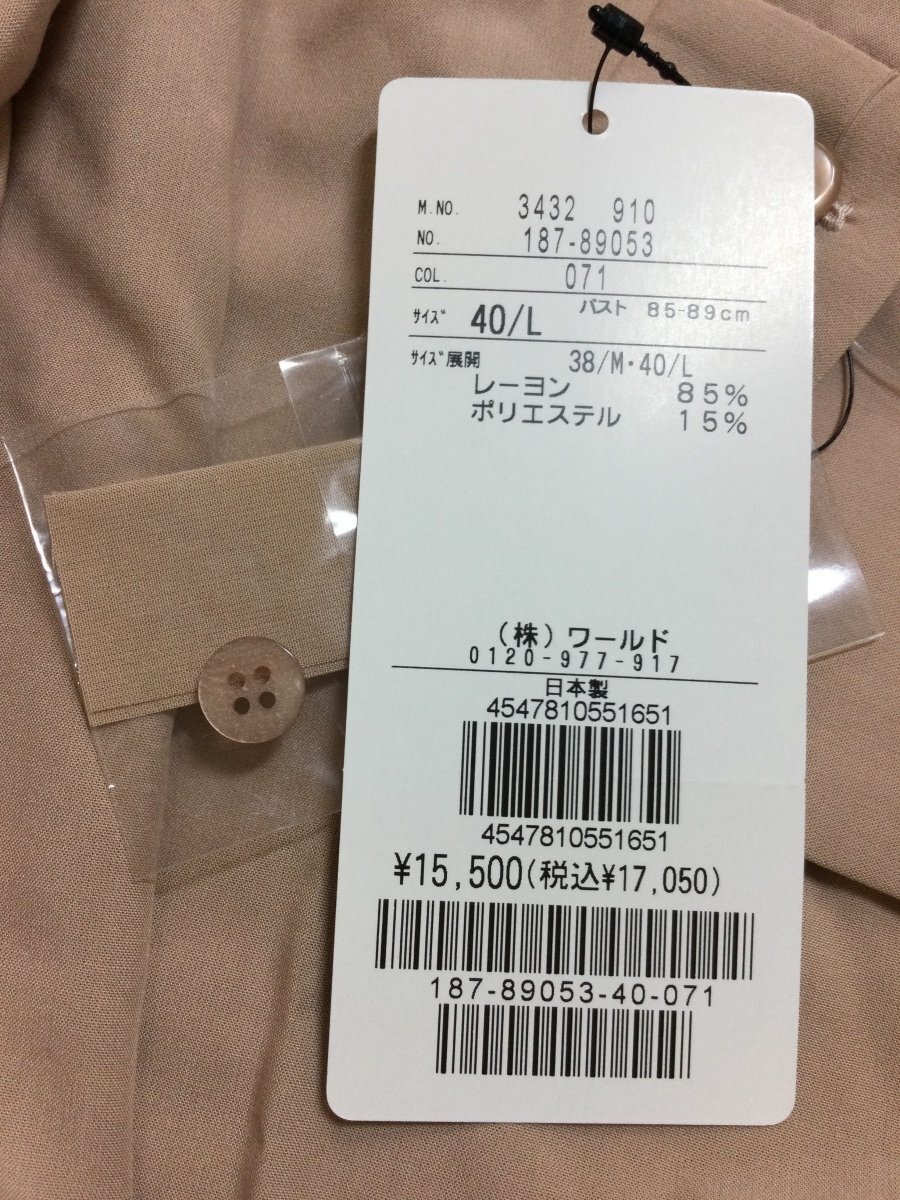 M.NO. 3432 910
NO. 187-89053
COL. 071
サイズ 40/L バスト 85-89cm
サイズ展開 38/M・40/L
レーヨン 85%
ポリエステル 15%
(株)ワールド
0120-977-917
日本製
4547810551651
4547810551651
¥15,500(税込¥17,050)
187-89053-40-071